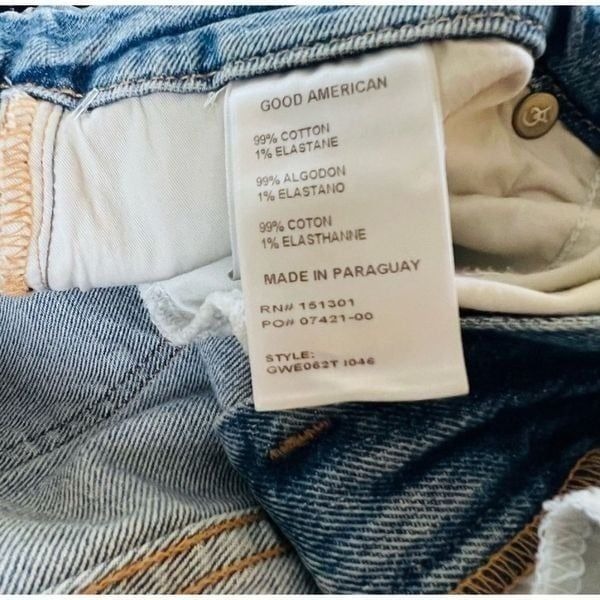 GOOD AMERICAN
99% COTTON
1% ELASTANE
99% ALGODON
1% ELASTANO
99% COTON
1% ELASTHANNE
MADE IN PARAGUAY
RN# 151301
PO# 07421-00
STYLE:
GWE062T I046